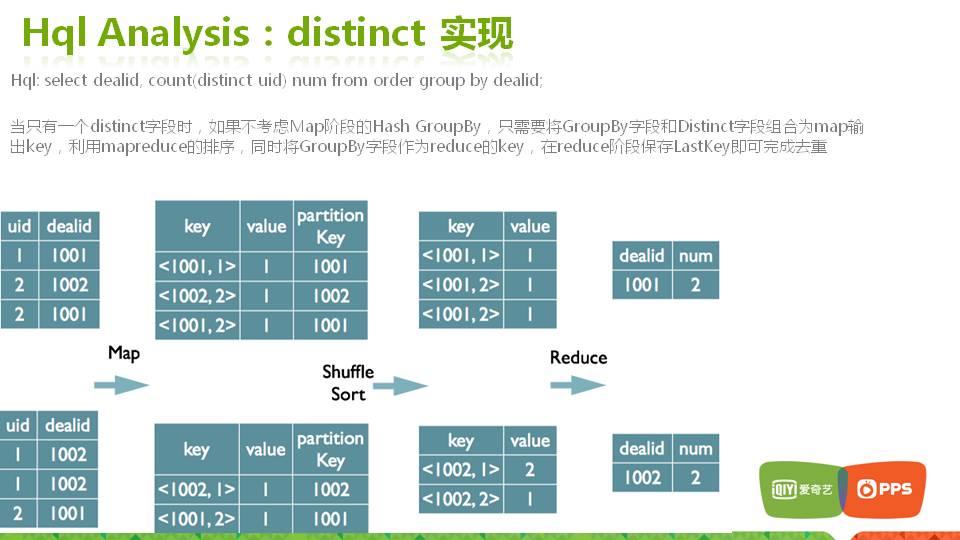 Hql Analysis：distinct 实现
Hql: select dealid, count(distinct uid) num from order group by dealid;
当只有一个distinct字段时，如果不考虑Map阶段的Hash GroupBy，只需要将GroupBy字段和Distinct字段组合为map输
出key，利用mapreduce的排序，同时将GroupBy字段作为reduce的key，在reduce阶段保存LastKey即可完成去重
uid dealid
1 1001
2 1002
2 1001
key value partition Key
<1001, 1> 1 1001
<1002, 2> 1 1002
<1001, 2> 1 1001
key value
<1001, 1> 1
<1001, 2> 1
<1001, 2> 1
dealid num
1001 2
Map
Shuffle
Sort
Reduce
uid dealid
1 1002
1 1002
2 1001
key value partition Key
<1002, 1> 1 1002
<1001, 2> 1 1001
key value
<1002, 1> 2
<1002, 2> 1
dealid num
1002 2
QIYI 爱奇艺
PPS